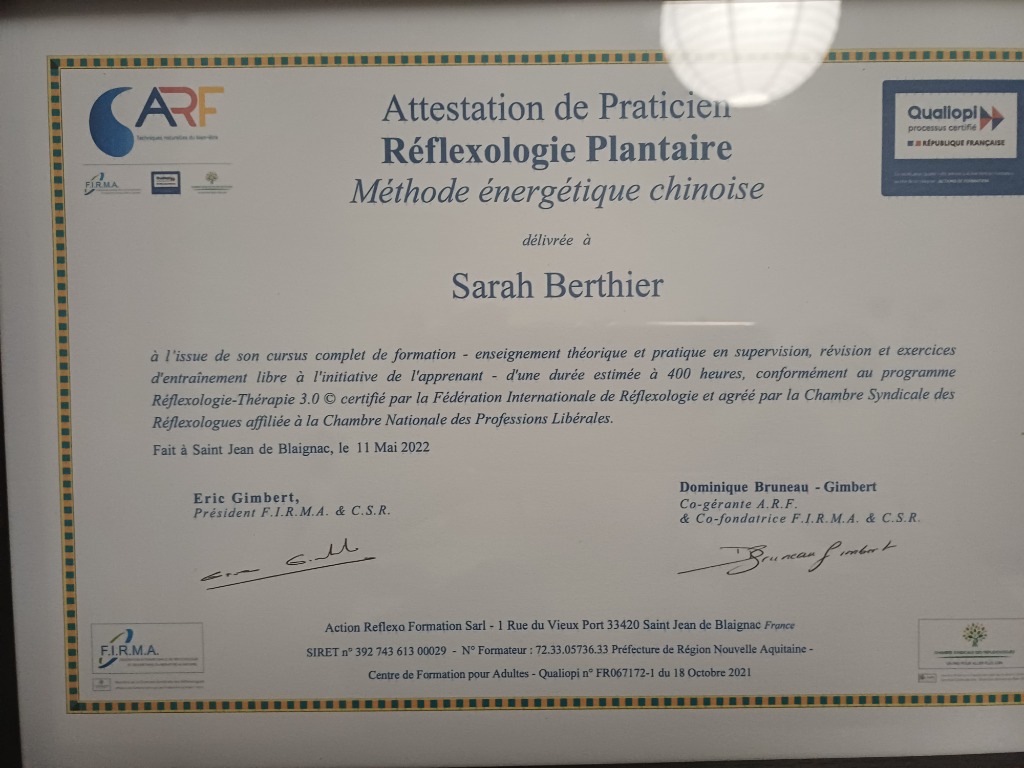 ARF
Techniques naturelles du bien-être
F.I.R.M.A.
Qualiopi
processus certifié
RÉPUBLIQUE FRANÇAISE
Attestation de Praticien
Réflexologie Plantaire
Méthode énergétique chinoise
délivrée à
Sarah Berthier
à l'issue de son cursus complet de formation - enseignement théorique et pratique en supervision, révision et exercices
d'entraînement libre à l'initiative de l'apprenant - d'une durée estimée à 400 heures, conformément au programme
Réflexologie-Thérapie 3.0 © certifié par la Fédération Internationale de Réflexologie et agréé par la Chambre Syndicale des
Réflexologues affiliée à la Chambre Nationale des Professions Libérales.
Fait à Saint Jean de Blaignac, le 11 Mai 2022
Eric Gimbert,
Président F.I.R.M.A. & C.S.R.
Dominique Bruneau - Gimbert
Co-gérante A.R.F.
& Co-fondatrice F.I.R.M.A. & C.S.R.
DBruneau Gimbert
F.I.R.M.A.
Action Reflexo Formation Sarl - 1 Rue du Vieux Port 33420 Saint Jean de Blaignac France
SIRET n° 392 743 613 00029 - N° Formateur : 72.33.05736.33 Préfecture de Région Nouvelle Aquitaine -
Centre de Formation pour Adultes - Qualiopi n° FR067172-1 du 18 Octobre 2021